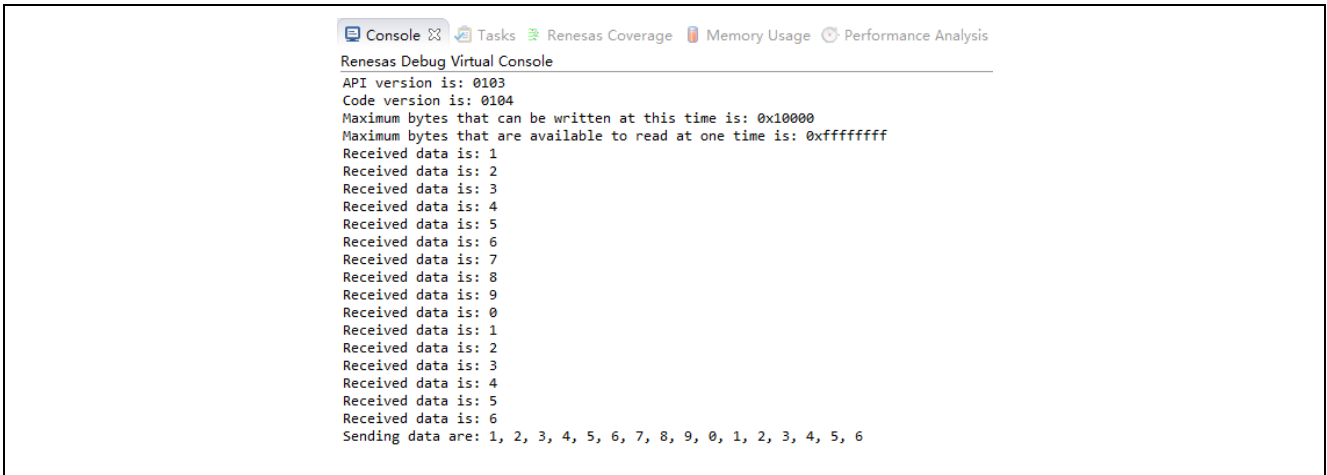 Console Tasks Renesas Coverage Memory Usage Performance Analysis
Renesas Debug Virtual Console
API version is: 0103
Code version is: 0104
Maximum bytes that can be written at this time is: 0x10000
Maximum bytes that are available to read at one time is: 0xffffffff
Received data is: 1
Received data is: 2
Received data is: 3
Received data is: 4
Received data is: 5
Received data is: 6
Received data is: 7
Received data is: 8
Received data is: 9
Received data is: 0
Received data is: 1
Received data is: 2
Received data is: 3
Received data is: 4
Received data is: 5
Received data is: 6
Sending data are: 1, 2, 3, 4, 5, 6, 7, 8, 9, 0, 1, 2, 3, 4, 5, 6